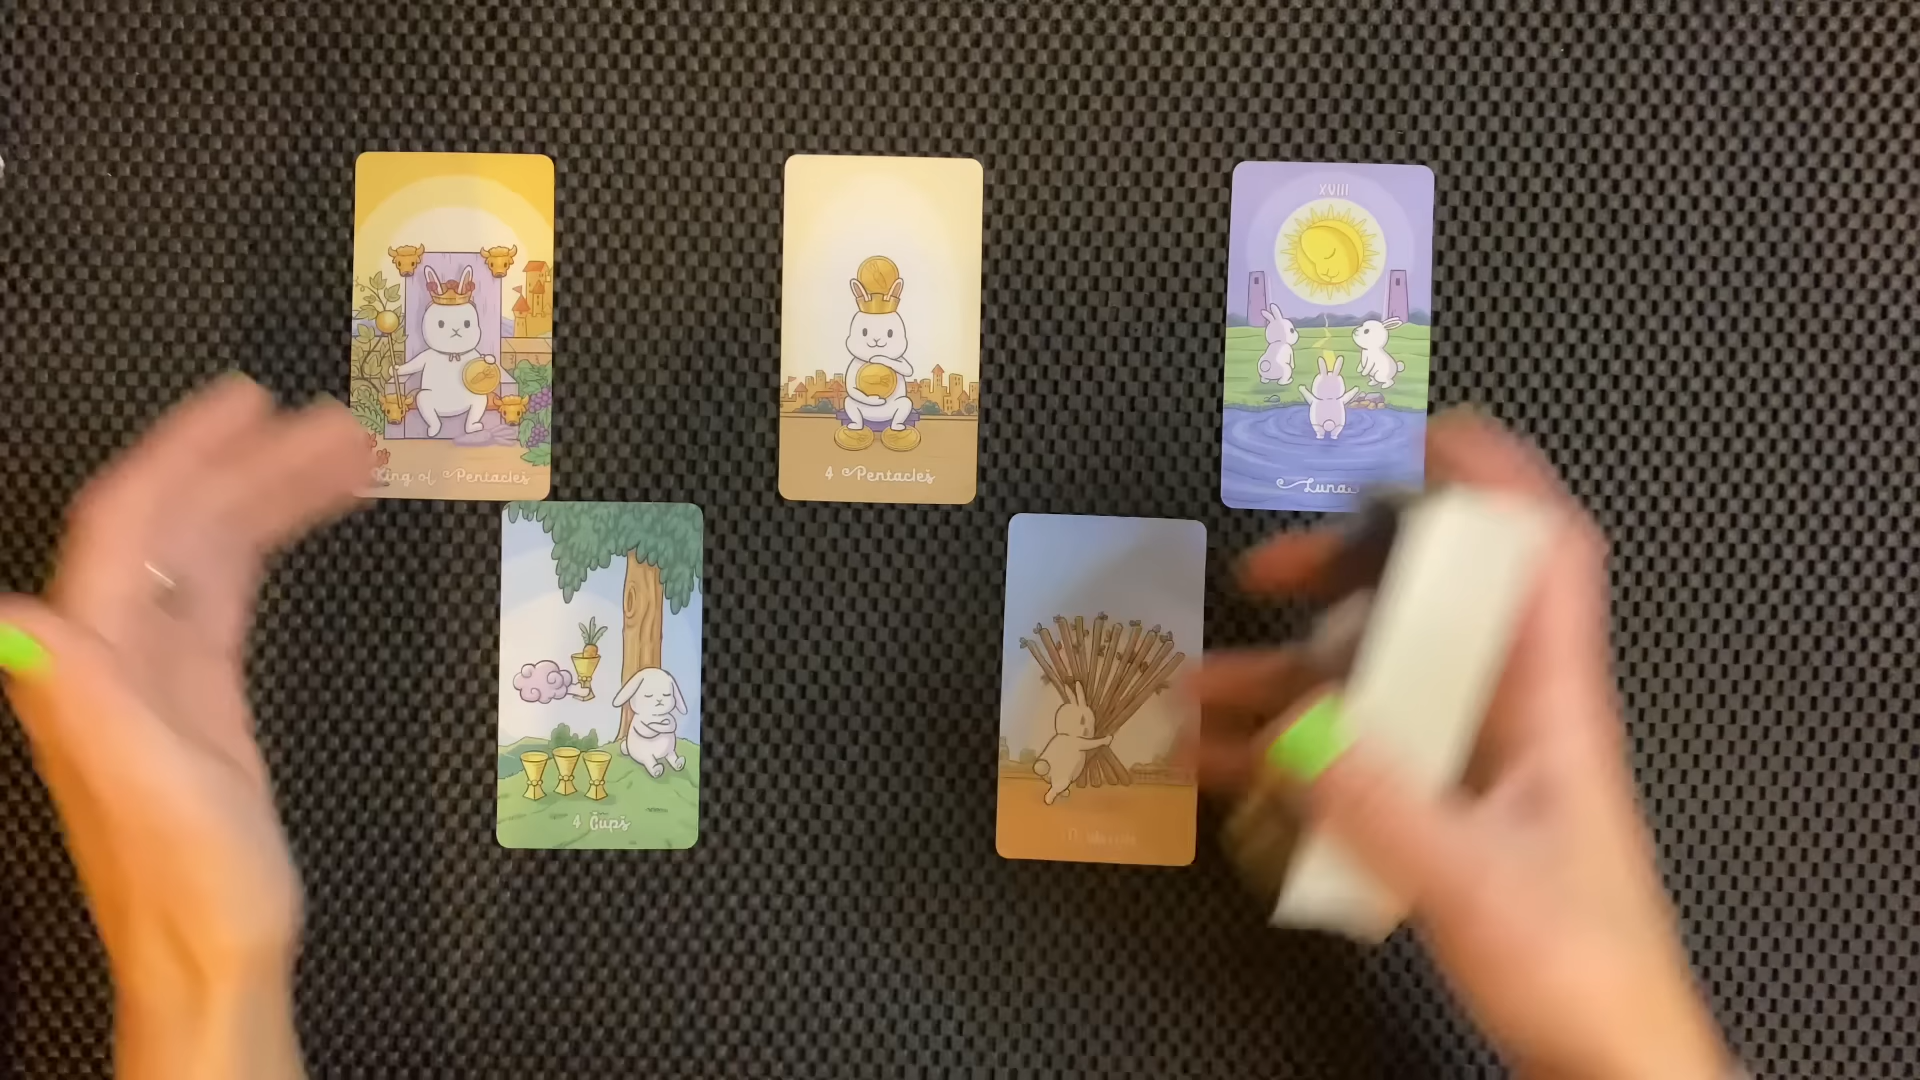 King of Pentacles
4 Pentacles
XVIII
Luna
4 Cups